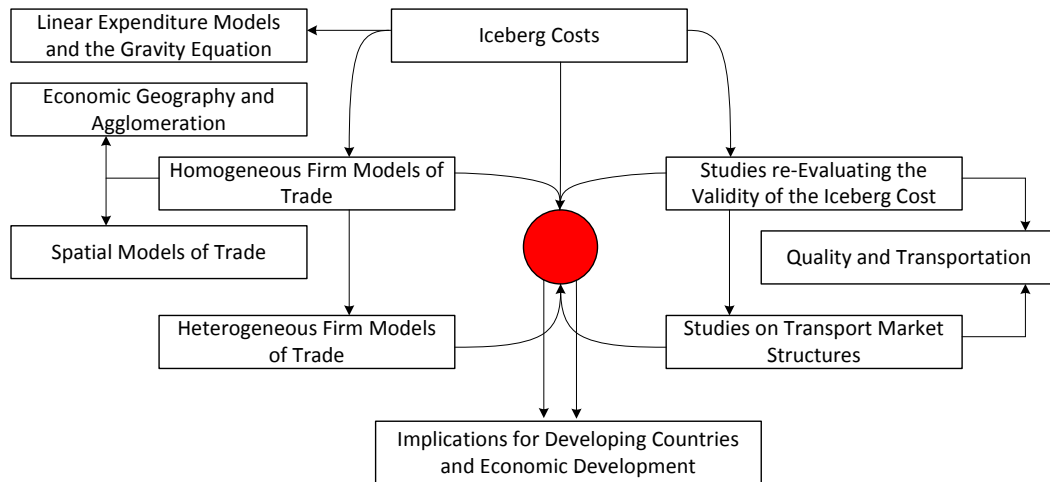 Linear Expenditure Models
and the Gravity Equation
Iceberg Costs
Economic Geography and
Agglomeration
Homogeneous Firm Models of
Trade
Studies re-Evaluating the
Validity of the Iceberg Cost
Spatial Models of Trade
Quality and Transportation
Heterogeneous Firm Models
of Trade
Studies on Transport Market
Structures
Implications for Developing Countries
and Economic Development